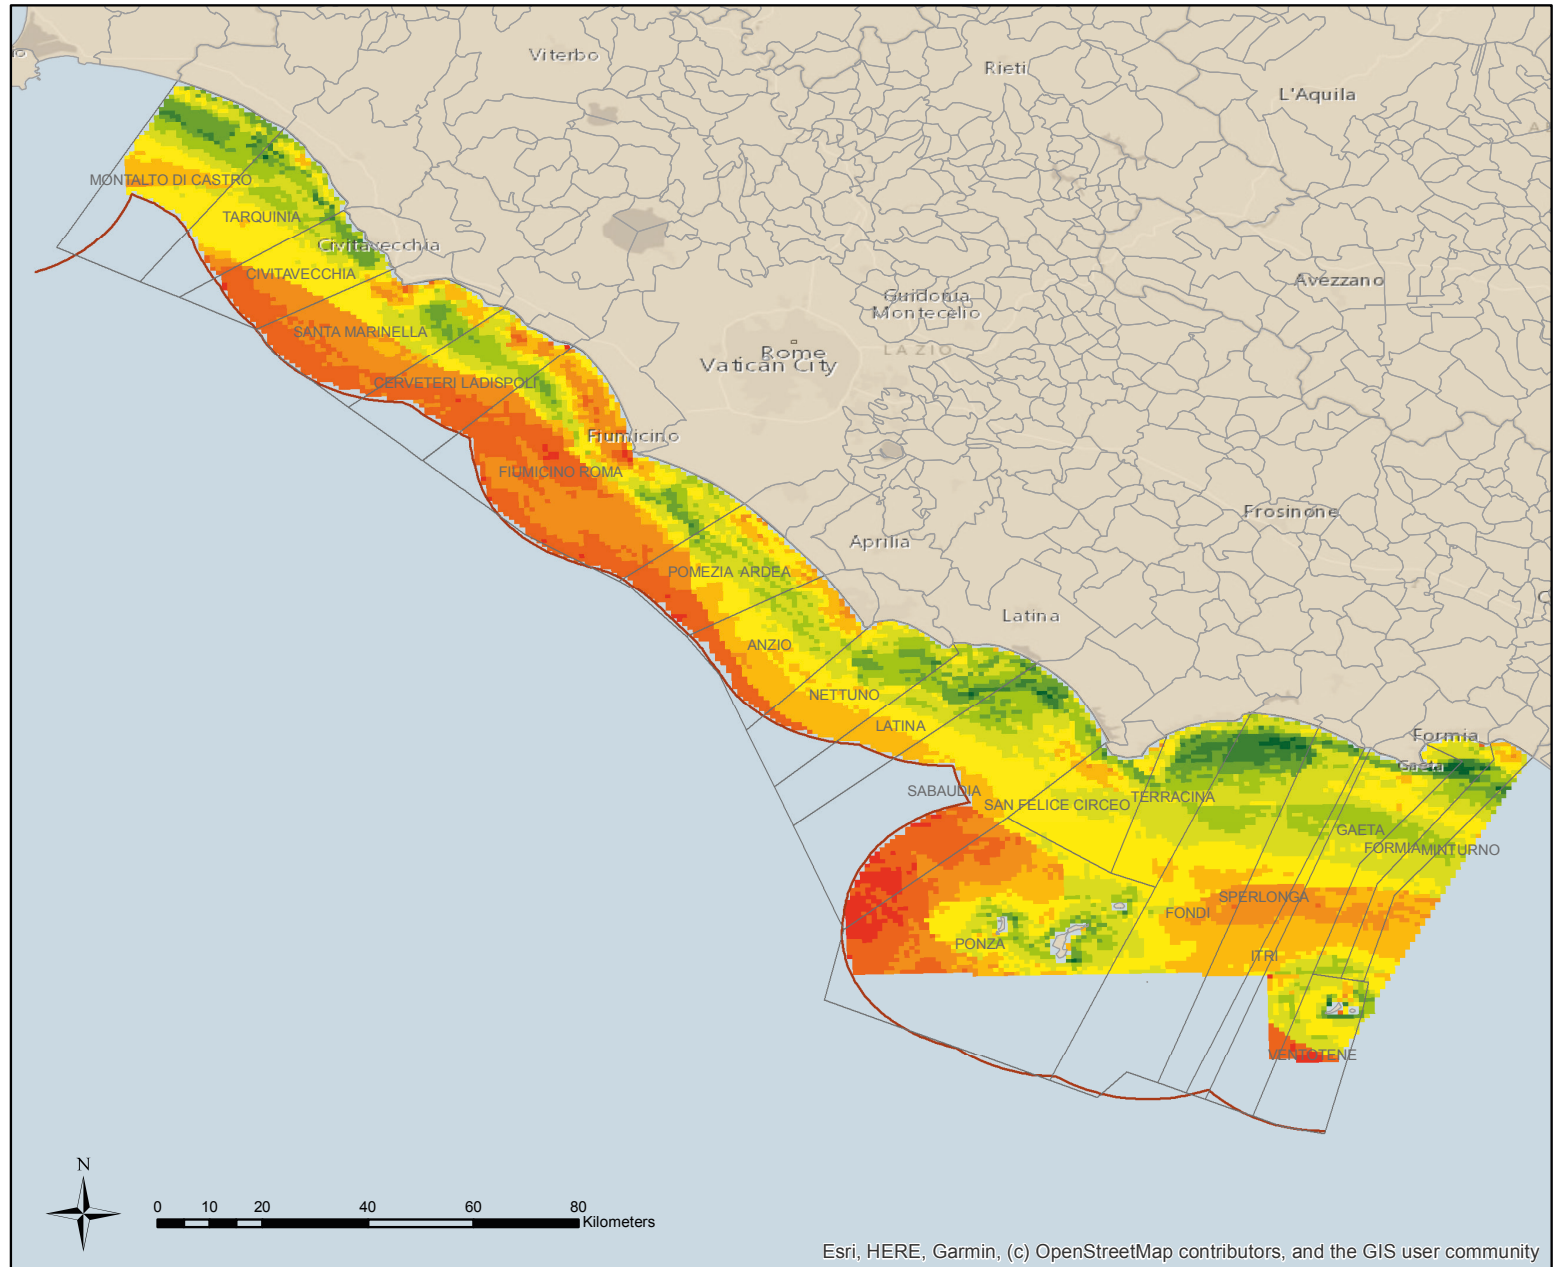 Viterbo
Rieti
L'Aquila
MONTALTO DI CASTRO
TARQUINIA
Civitavecchia
CIVITAVECCHIA
Avezzano
Guidonia
Montecelio
SANTA MARINELLA
Rome
LAZIO
Vatican City
CERVETERI LADISPOLI
Fiumicino
FIUMICINO ROMA
Frosinone
Aprilia
POMEZIA ARDEA
Latina
ANZIO
NETTUNO
LATINA
Formia
Gaeta
SABAUDIA
SAN FELICE CIRCEO
TERRACINA
GAETA
FORMIA
MINTURNO
SPERLONGA
FONDI
PONZA
ITRI
VENTOTENE
N
0 10 20 40 60 80
Kilometers
Esri, HERE, Garmin, (c) OpenStreetMap contributors, and the GIS user community